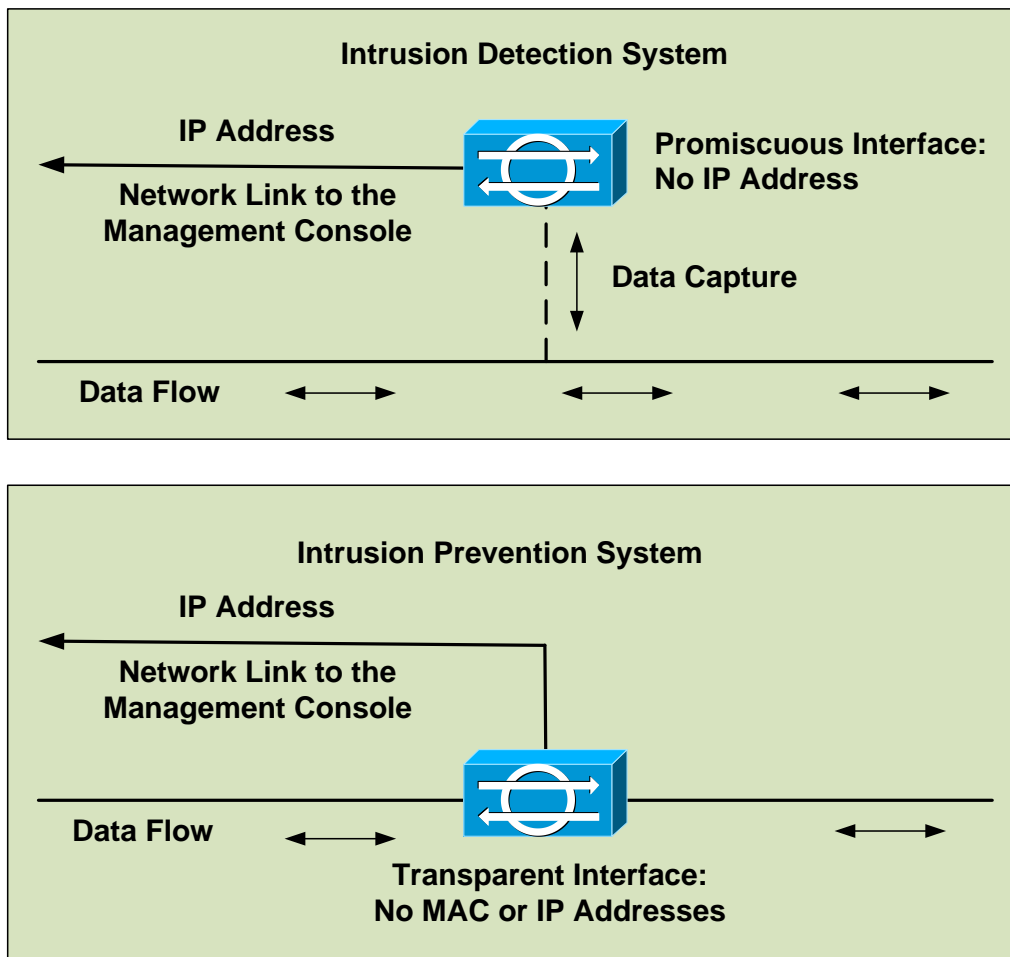 Intrusion Detection System
IP Address
Network Link to the
Management Console
Promiscuous Interface:
No IP Address
Data Capture
Data Flow
Intrusion Prevention System
IP Address
Network Link to the
Management Console
Data Flow
Transparent Interface:
No MAC or IP Addresses